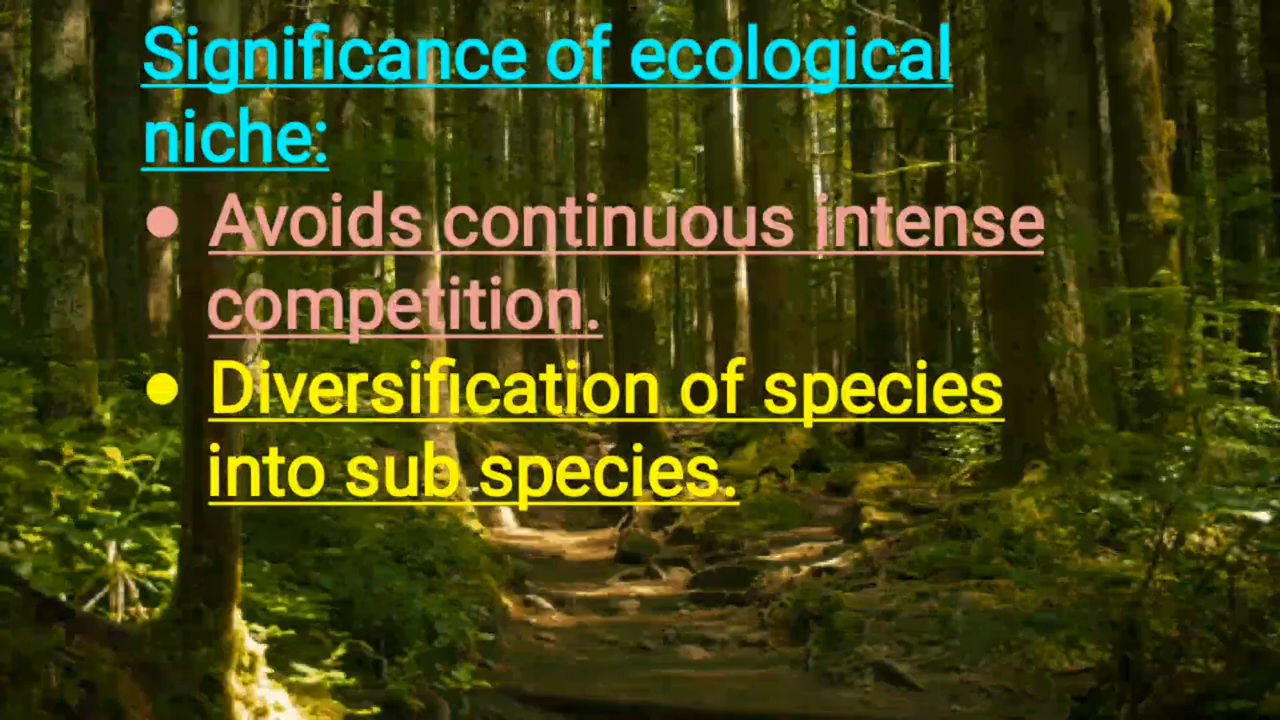 Significance of ecological
niche:
● Avoids continuous intense
competition.
● Diversification of species
into sub species.